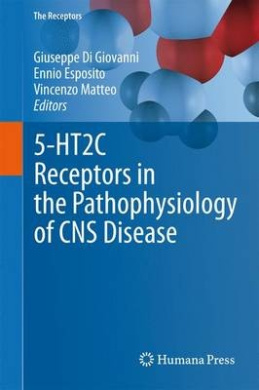 The Receptors
Giuseppe Di Giovanni
Ennio Esposito
Vincenzo Matteo
Editors
5-HT2C
Receptors in
the Pathophysiology
of CNS Disease
Humana Press